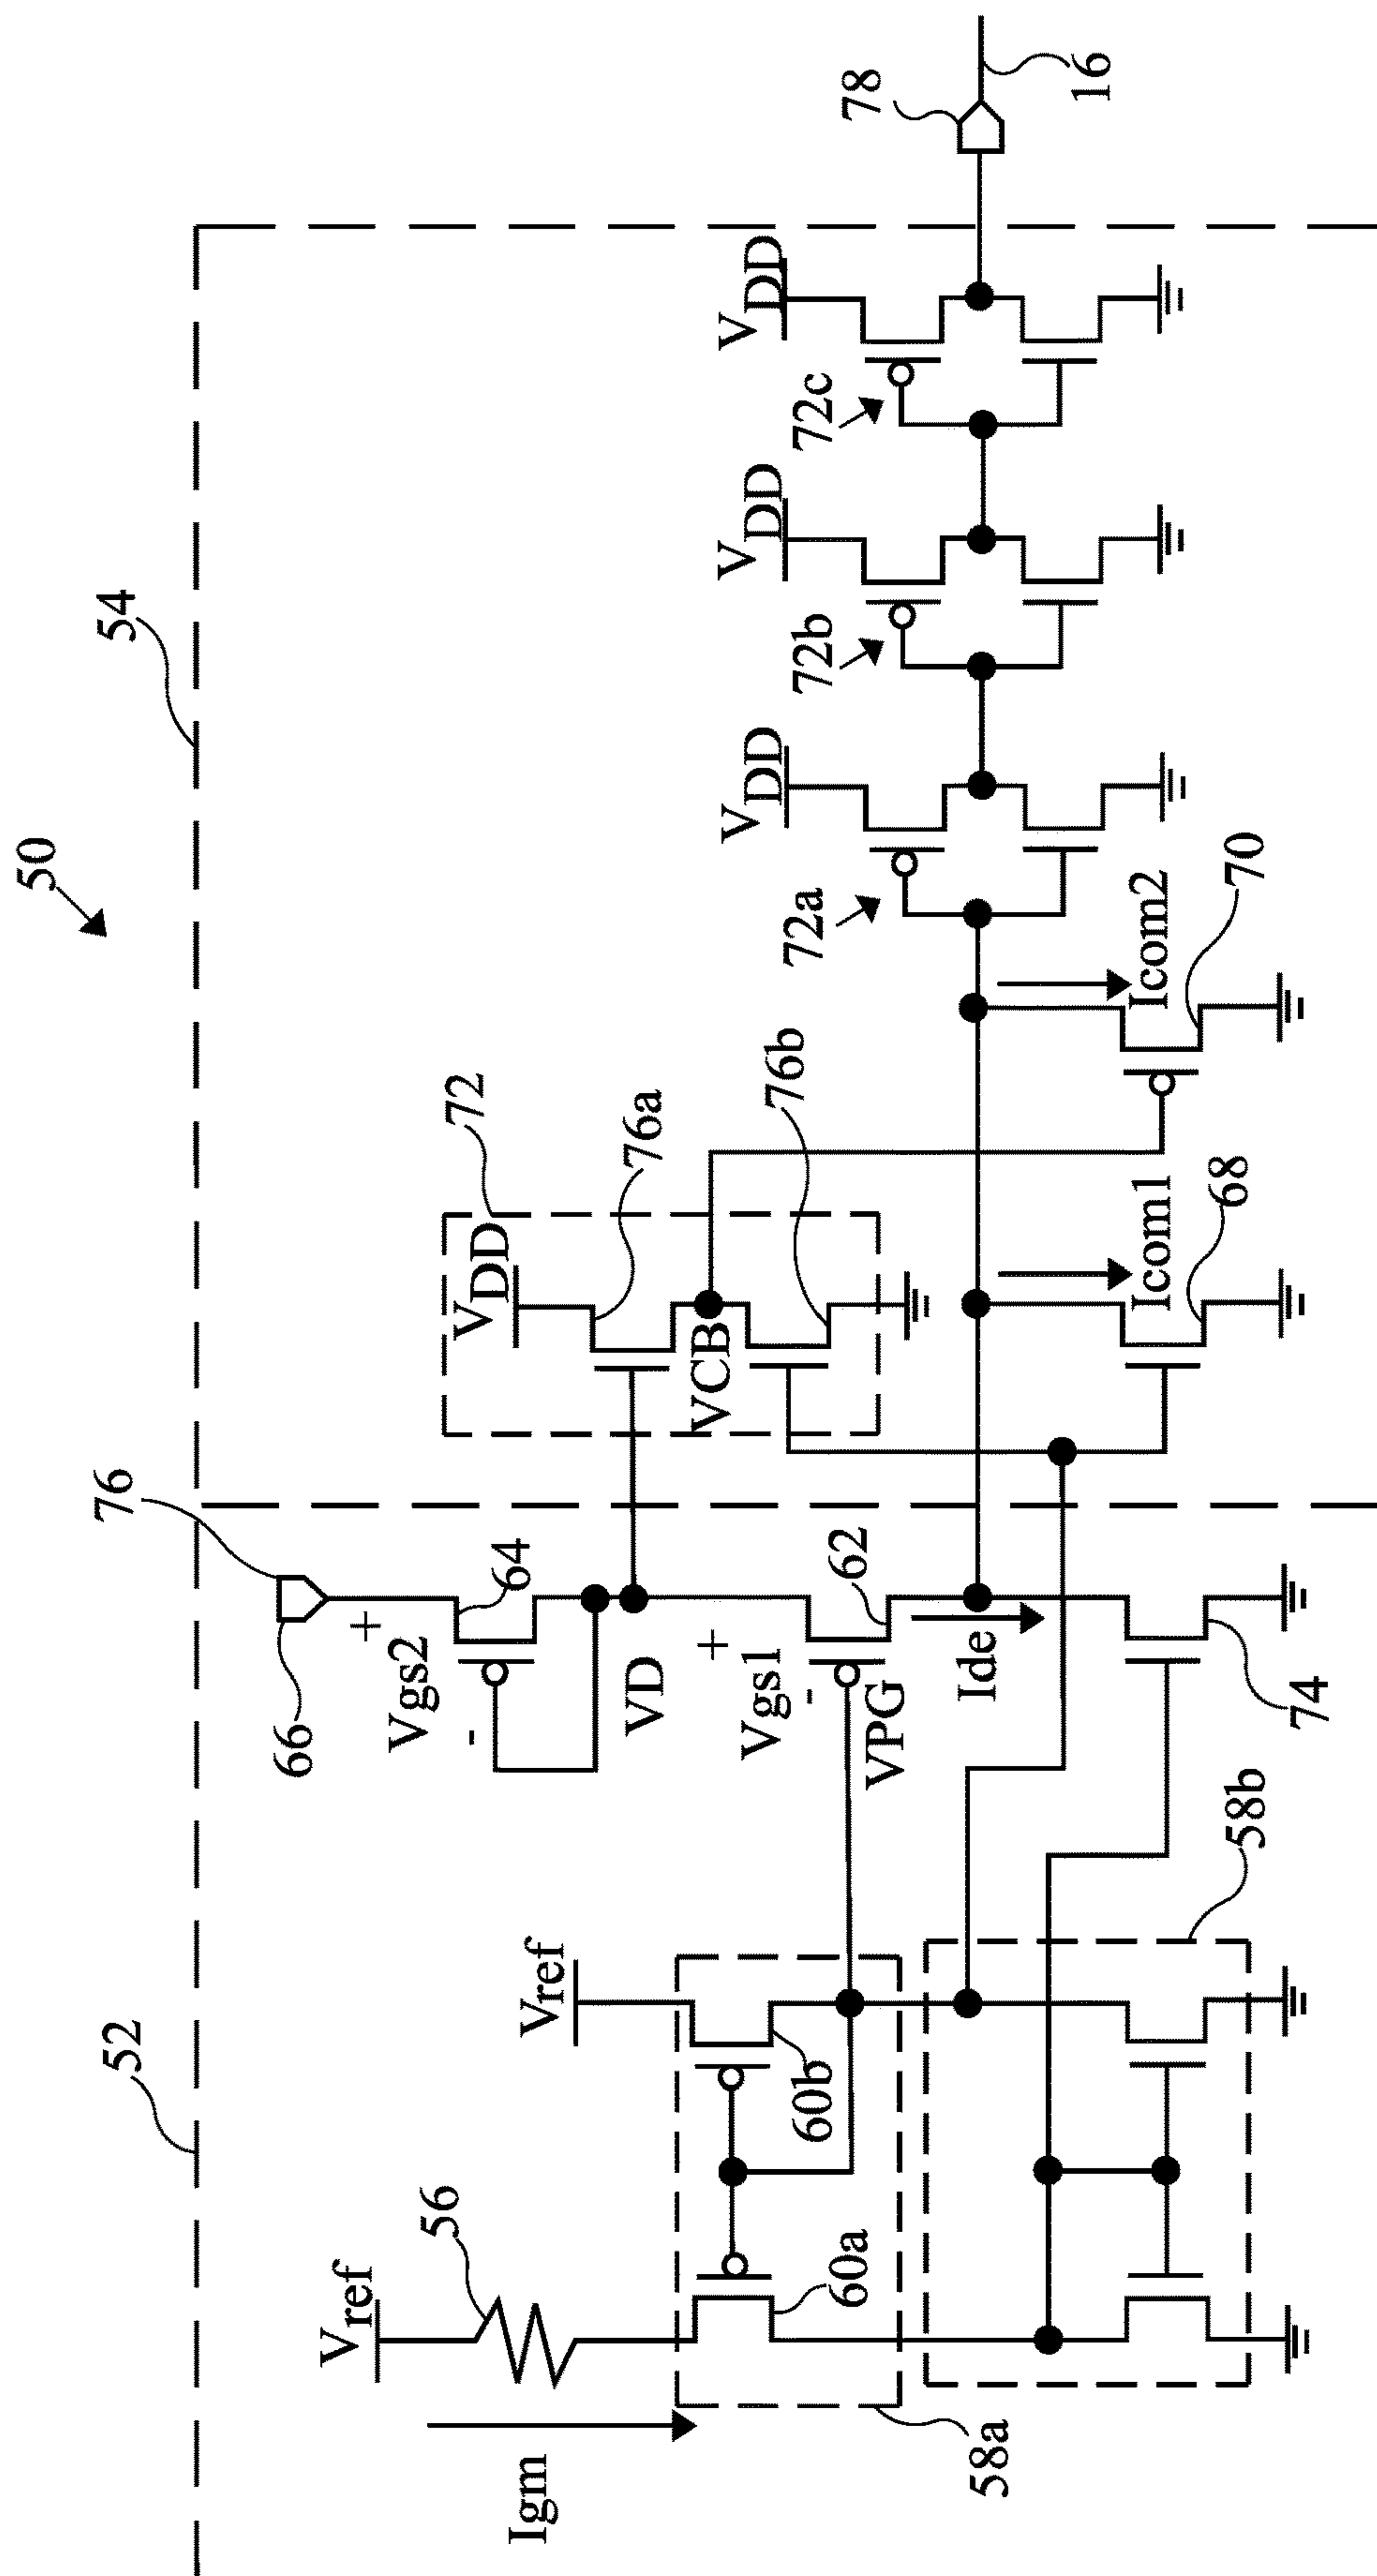 50
52
54
Vref
56
Igm
58a
60a
Vref
60b
58b
76
66
64
+
Vgs2
-
VD
+
Vgs1
-
VPG
62
Ide
74
72
VDD
76a
VCB
76b
Icom1
68
Icom2
70
VDD
72a
VDD
72b
VDD
72c
78
16